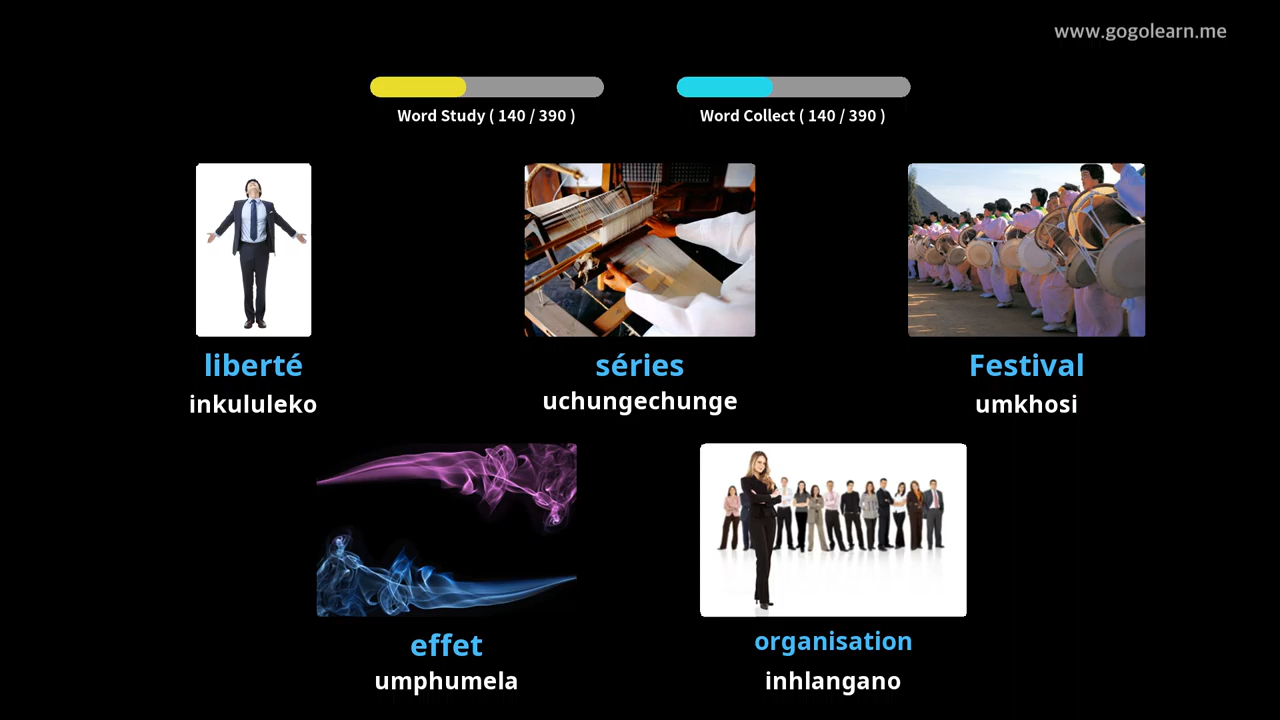 www.gogolearn.me
Word Study ( 140 / 390 )
Word Collect ( 140 / 390 )
liberté
inkululeko
séries
uchungechunge
Festival
umkhosi
effet
umphumela
organisation
inhlangano